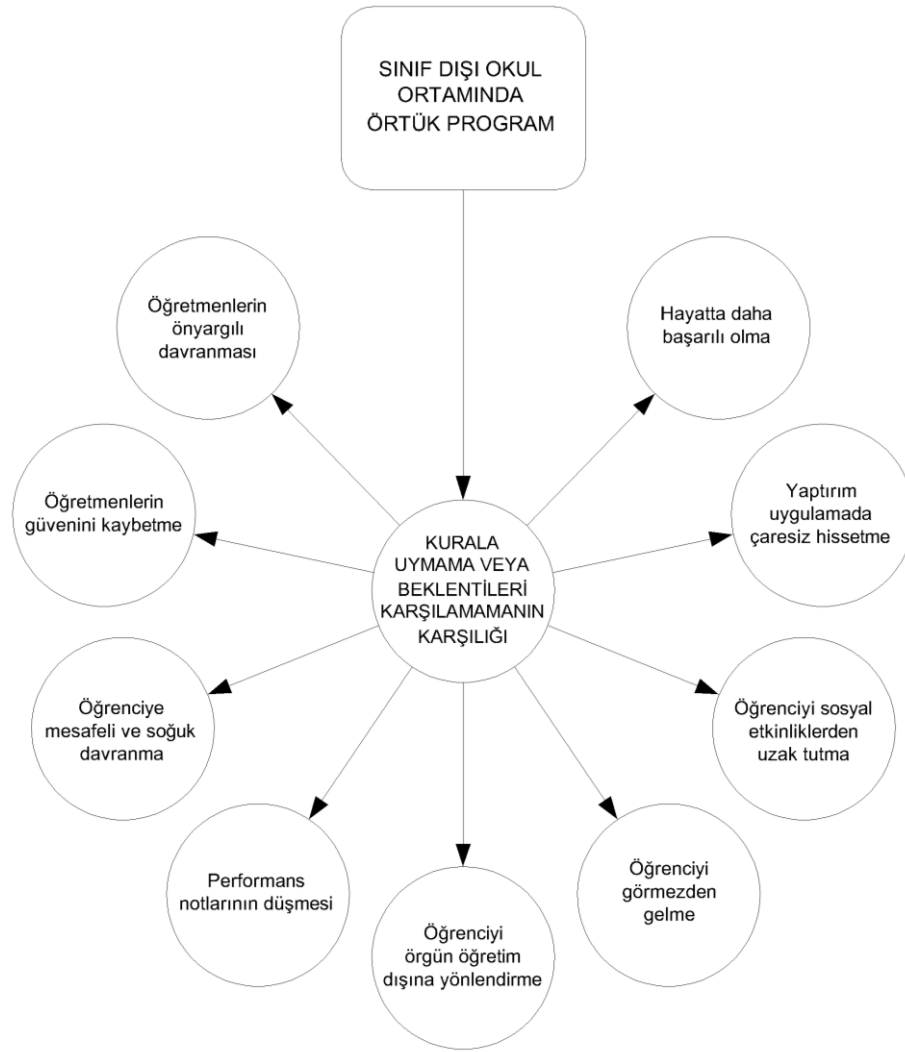 SINIF DIŞI OKUL
ORTAMINDA
ÖRTÜK PROGRAM
Öğretmenlerin
önyargılı
davranması
Hayatta daha
başarılı olma
Öğretmenlerin
güvenini kaybetme
Yaptırım
uygulamada
çaresiz hissetme
KURALA
UYMAMA VEYA
BEKLENTİLERİ
KARŞILAMAMANIN
KARŞILIĞI
Öğrenciye
mesafeli ve soğuk
davranma
Öğrenciyi sosyal
etkinliklerden
uzak tutma
Performans
notlarının düşmesi
Öğrenciyi
görmezden
gelme
Öğrenciyi
örgün öğretim
dışına yönlendirme